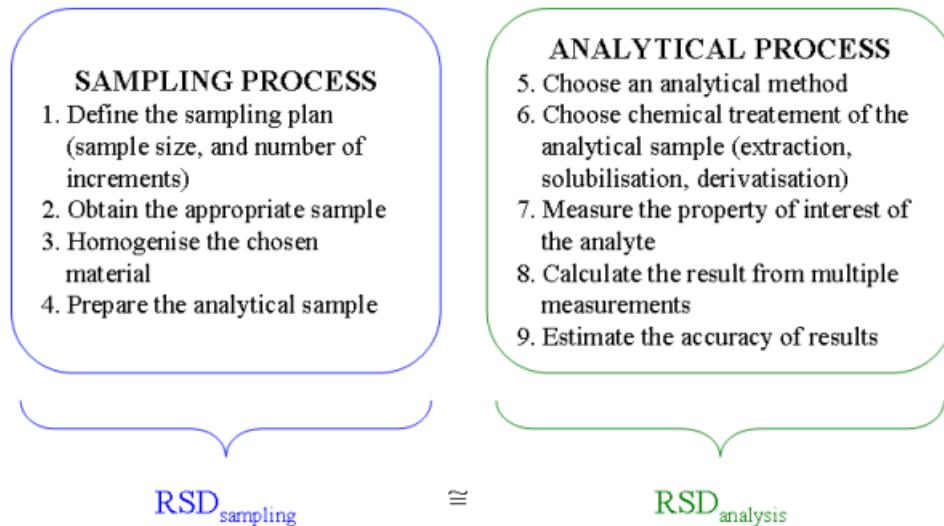 SAMPLING PROCESS
1. Define the sampling plan
(sample size, and number of
increments)
2. Obtain the appropriate sample
3. Homogenise the chosen
material
4. Prepare the analytical sample
ANALYTICAL PROCESS
5. Choose an analytical method
6. Choose chemical treatement of the
analytical sample (extraction,
solubilisation, derivatisation)
7. Measure the property of interest of
the analyte
8. Calculate the result from multiple
measurements
9. Estimate the accuracy of results
RSDsampling ≅ RSDanalysis